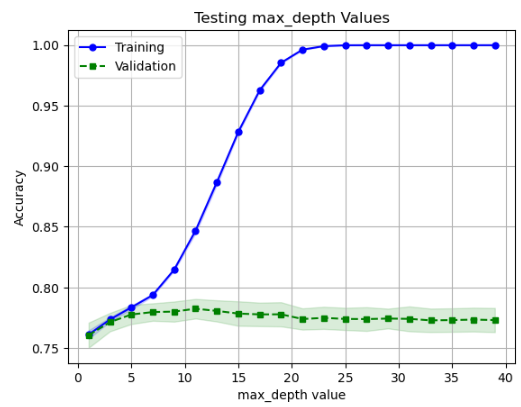 Testing max_depth Values
Training
Validation
Accuracy
1.00
0.95
0.90
0.85
0.80
0.75
0 5 10 15 20 25 30 35 40
max_depth value